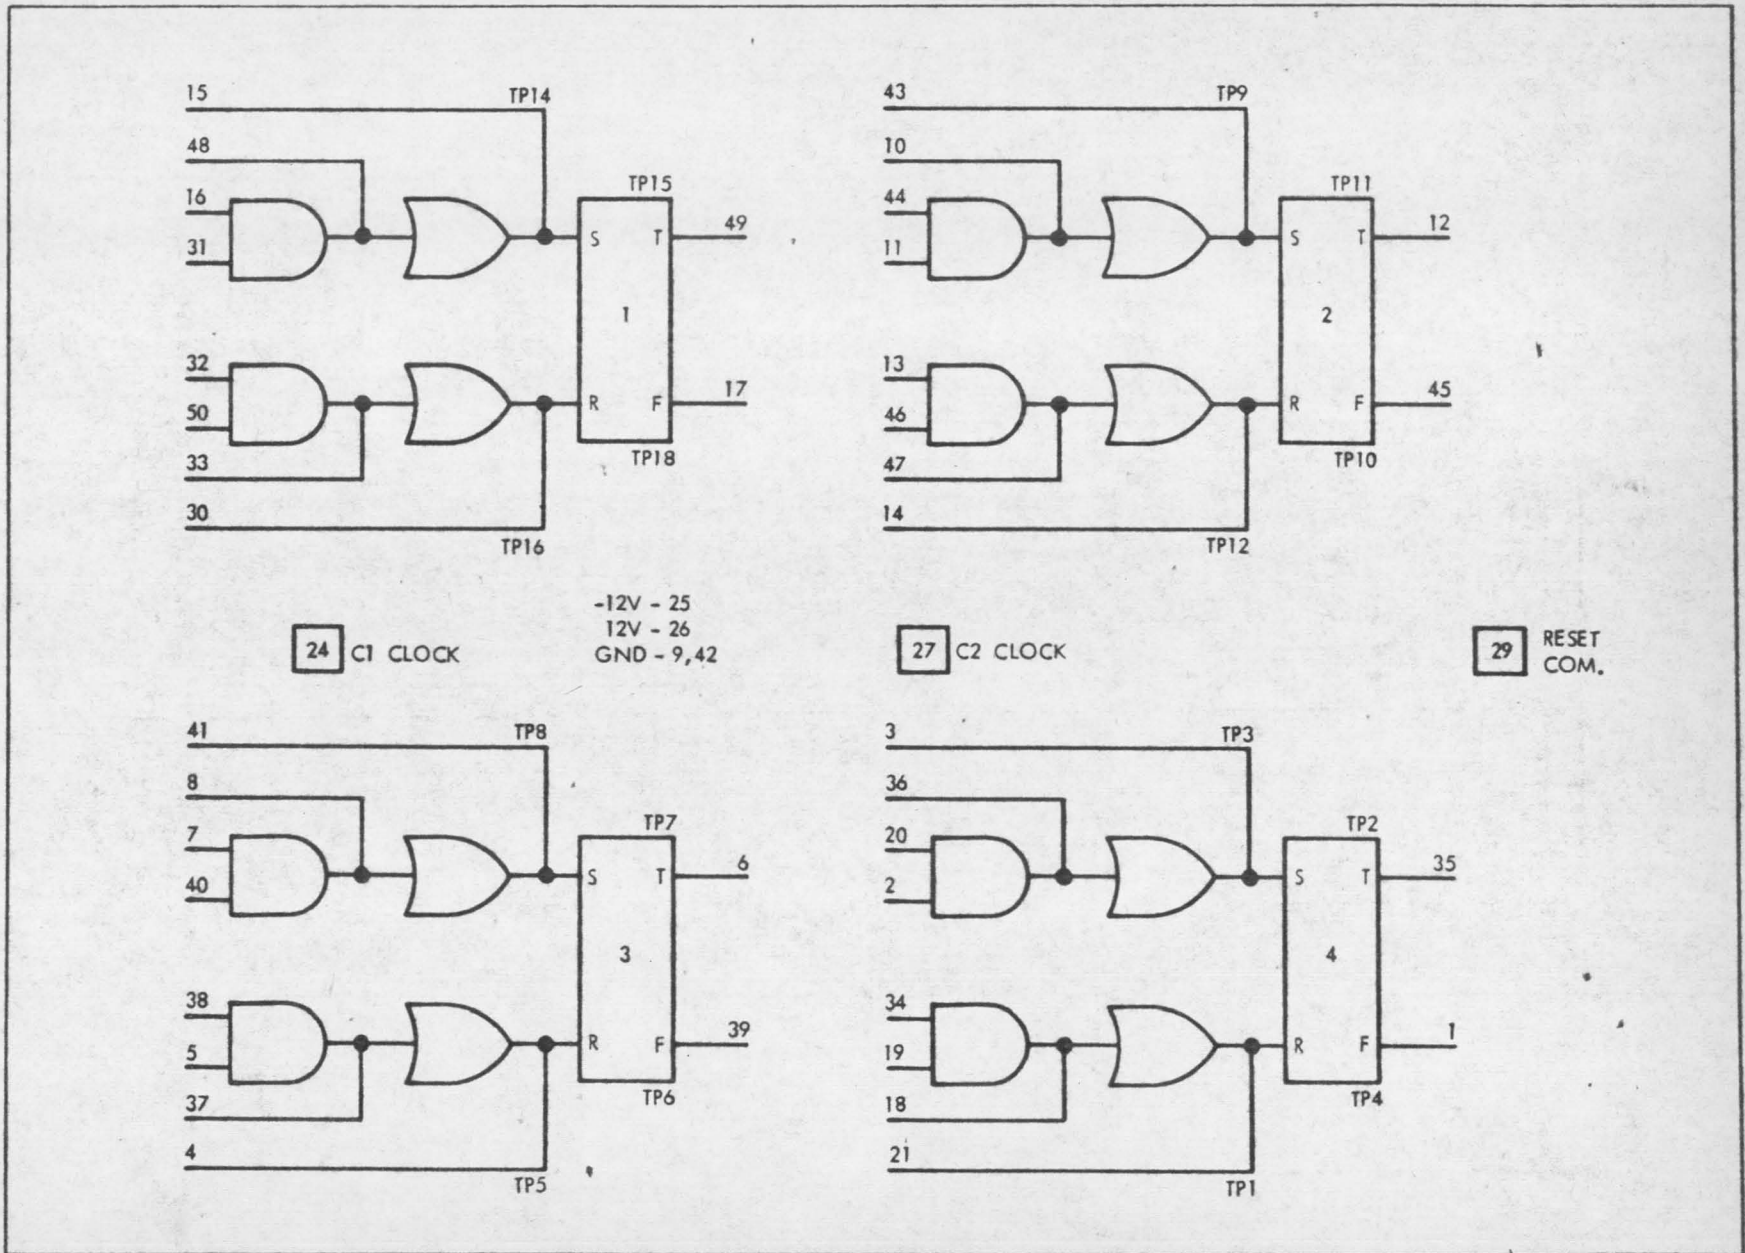 15
TP14
48
16
31
TP15
S
T
49
1
32
50
R
F
17
33
TP18
30
TP16
43
TP9
10
44
11
TP11
S
T
12
2
13
46
R
F
45
47
TP10
14
TP12
24 C1 CLOCK
-12V - 25
12V - 26
GND - 9,42
27 C2 CLOCK
29 RESET
COM.
41
TP8
8
7
40
TP7
S
T
6
3
38
5
R
F
39
37
TP6
4
TP5
3
TP3
36
20
2
TP2
S
T
35
4
34
19
R
F
1
18
TP4
21
TP1